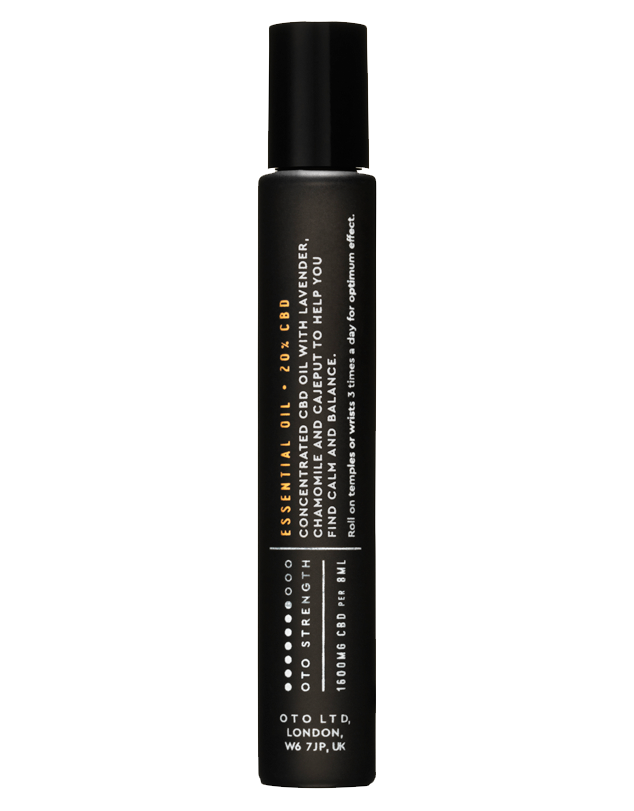 ESSENTIAL OIL • 20% CBD
CONCENTRATED CBD OIL WITH LAVENDER,
CHAMOMILE AND CAJEPUT TO HELP YOU
FIND CALM AND BALANCE.
Roll on temples or wrists 3 times a day for optimum effect.
OTO STRENGTH
1600MG CBD PER 8ML
OTO LTD,
LONDON,
W6 7JP, UK